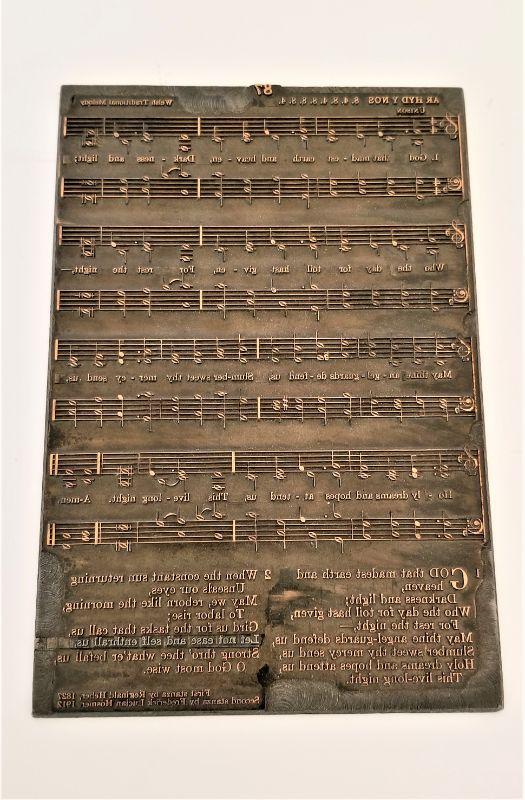 87
AR HYD Y NOS 8. 4. 8. 4. 8. 8. 8. 4. Welsh Traditional Melody
UNISON
1. God that mad - est earth and heav - en, Dark - ness and light;
Who the day for toil hast giv - en, For rest the night,—
May thine an - gel - guards de - fend us, Slum-ber sweet thy mer - cy send us,
Ho - ly dreams and hopes at - tend us, This live - long night. A-men.
1 GOD that madest earth and
heaven,
Darkness and light;
Who the day for toil hast given,
For rest the night,—
May thine angel-guards defend us,
Slumber sweet thy mercy send us,
Holy dreams and hopes attend us,
This live-long night.
2 When the constant sun returning
Unseals our eyes,
May we, reborn like the morning,
To labor rise;
Gird us for the tasks that call us,
Let not ease and self enthrall us,
Strong thro' thee whate'er befall us,
O God most wise.
First stanza by Reginald Heber, 1827
Second stanza by Frederick Lucian Hosmer, 1912